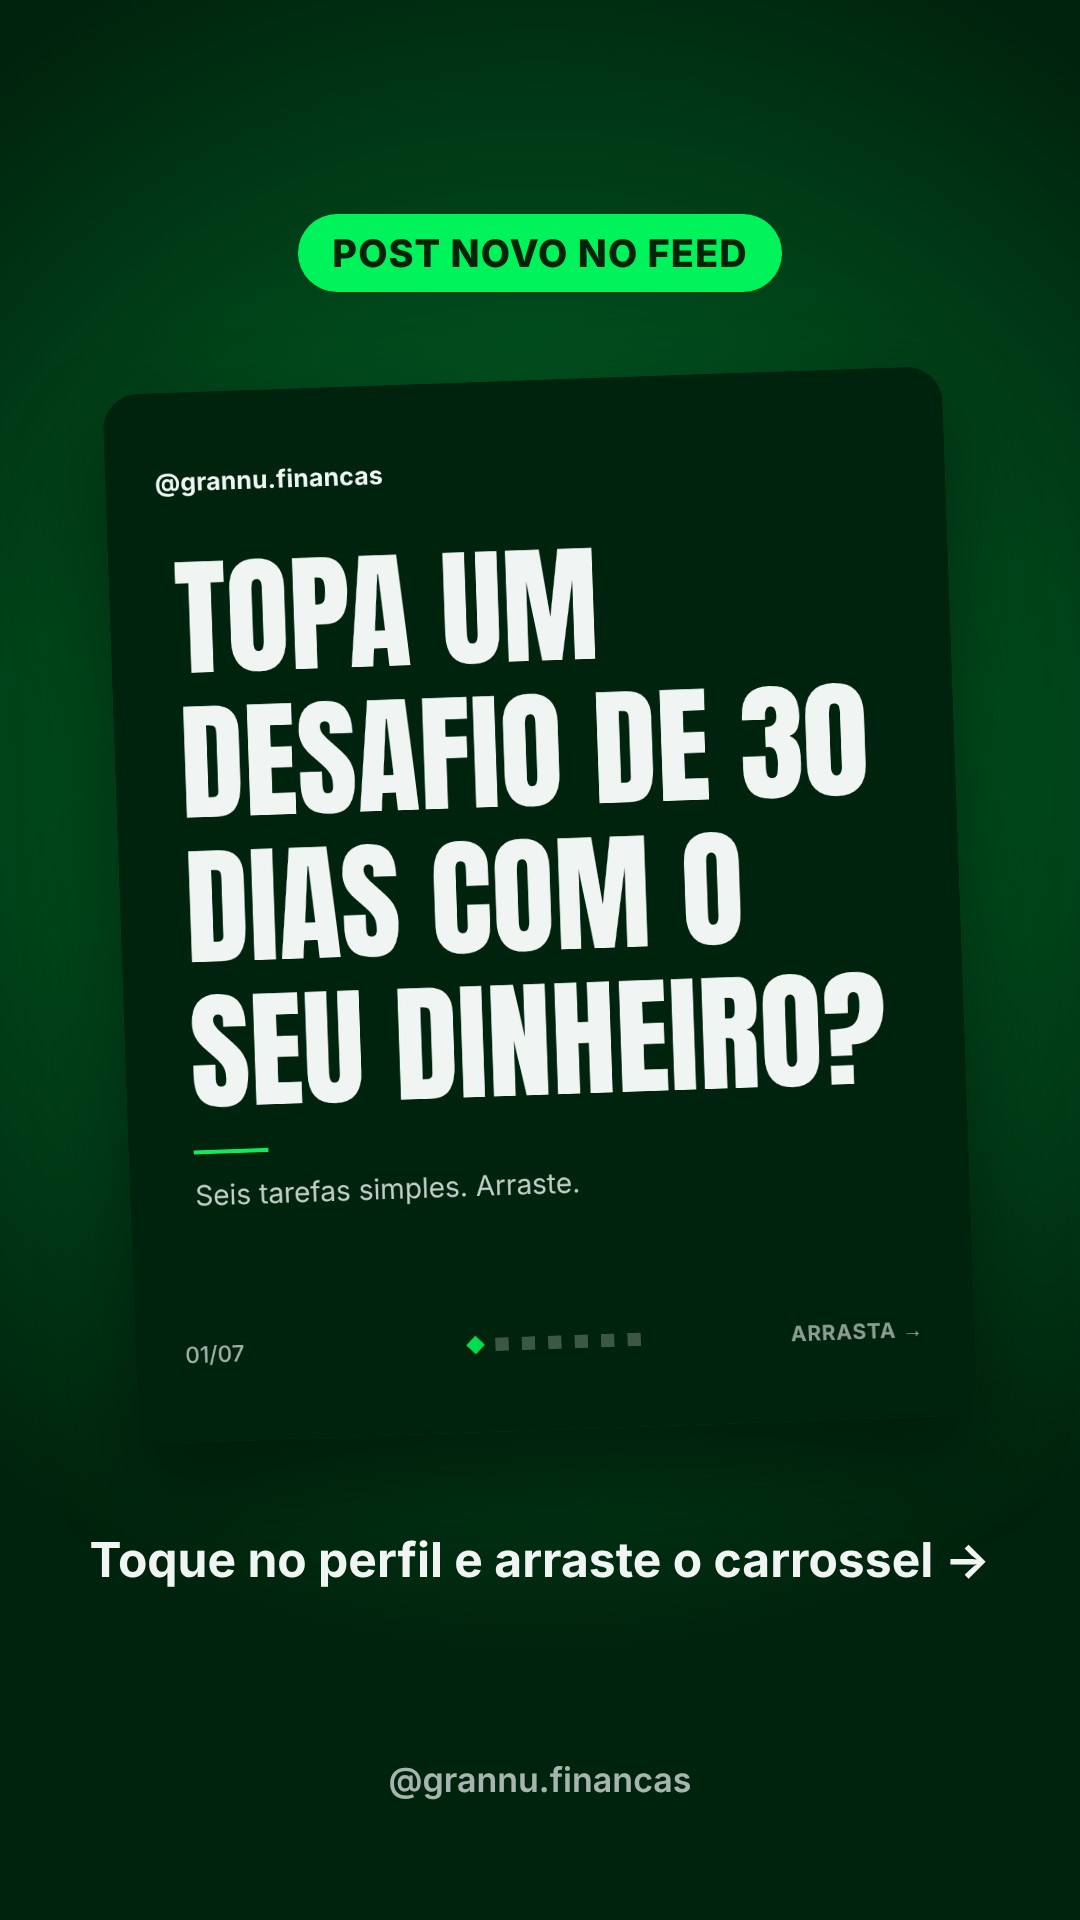 POST NOVO NO FEED
@grannu.financas
TOPA UM
DESAFIO DE 30
DIAS COM O
SEU DINHEIRO?
Seis tarefas simples. Arraste.
01/07
ARRASTA →
Toque no perfil e arraste o carrossel →
@grannu.financas